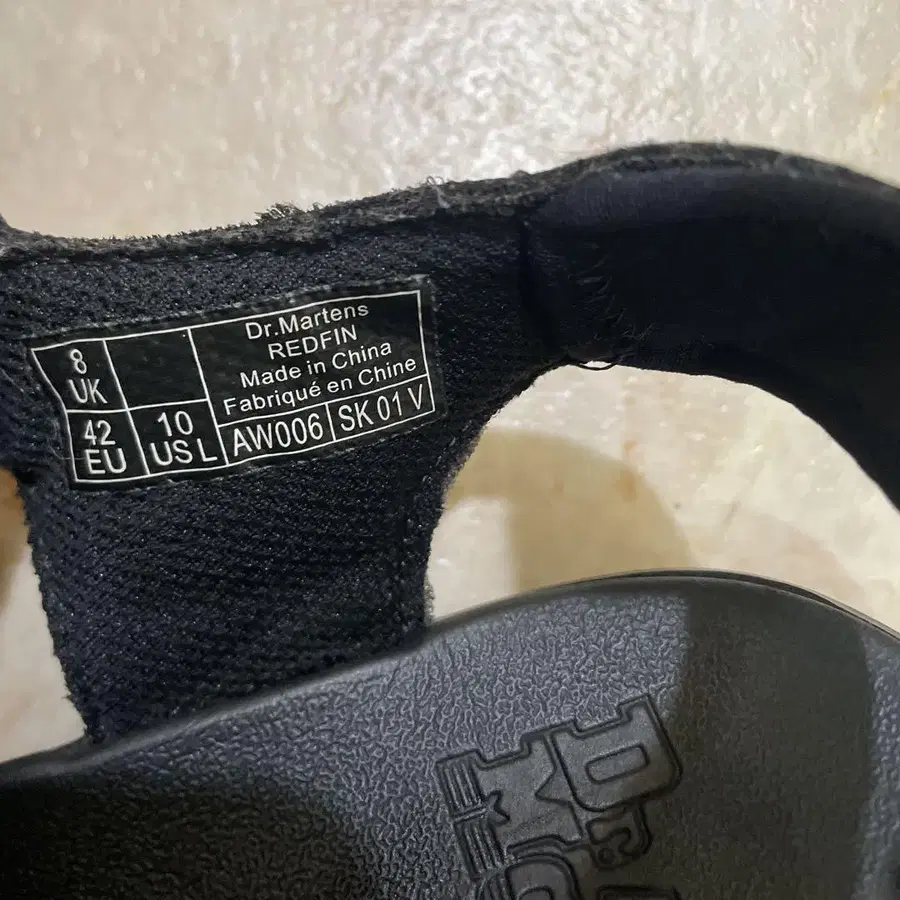 8
UK
42
EU
10
US L
Dr.Martens
REDFIN
Made in China
Fabriqué en Chine
AW006
SK 01 V